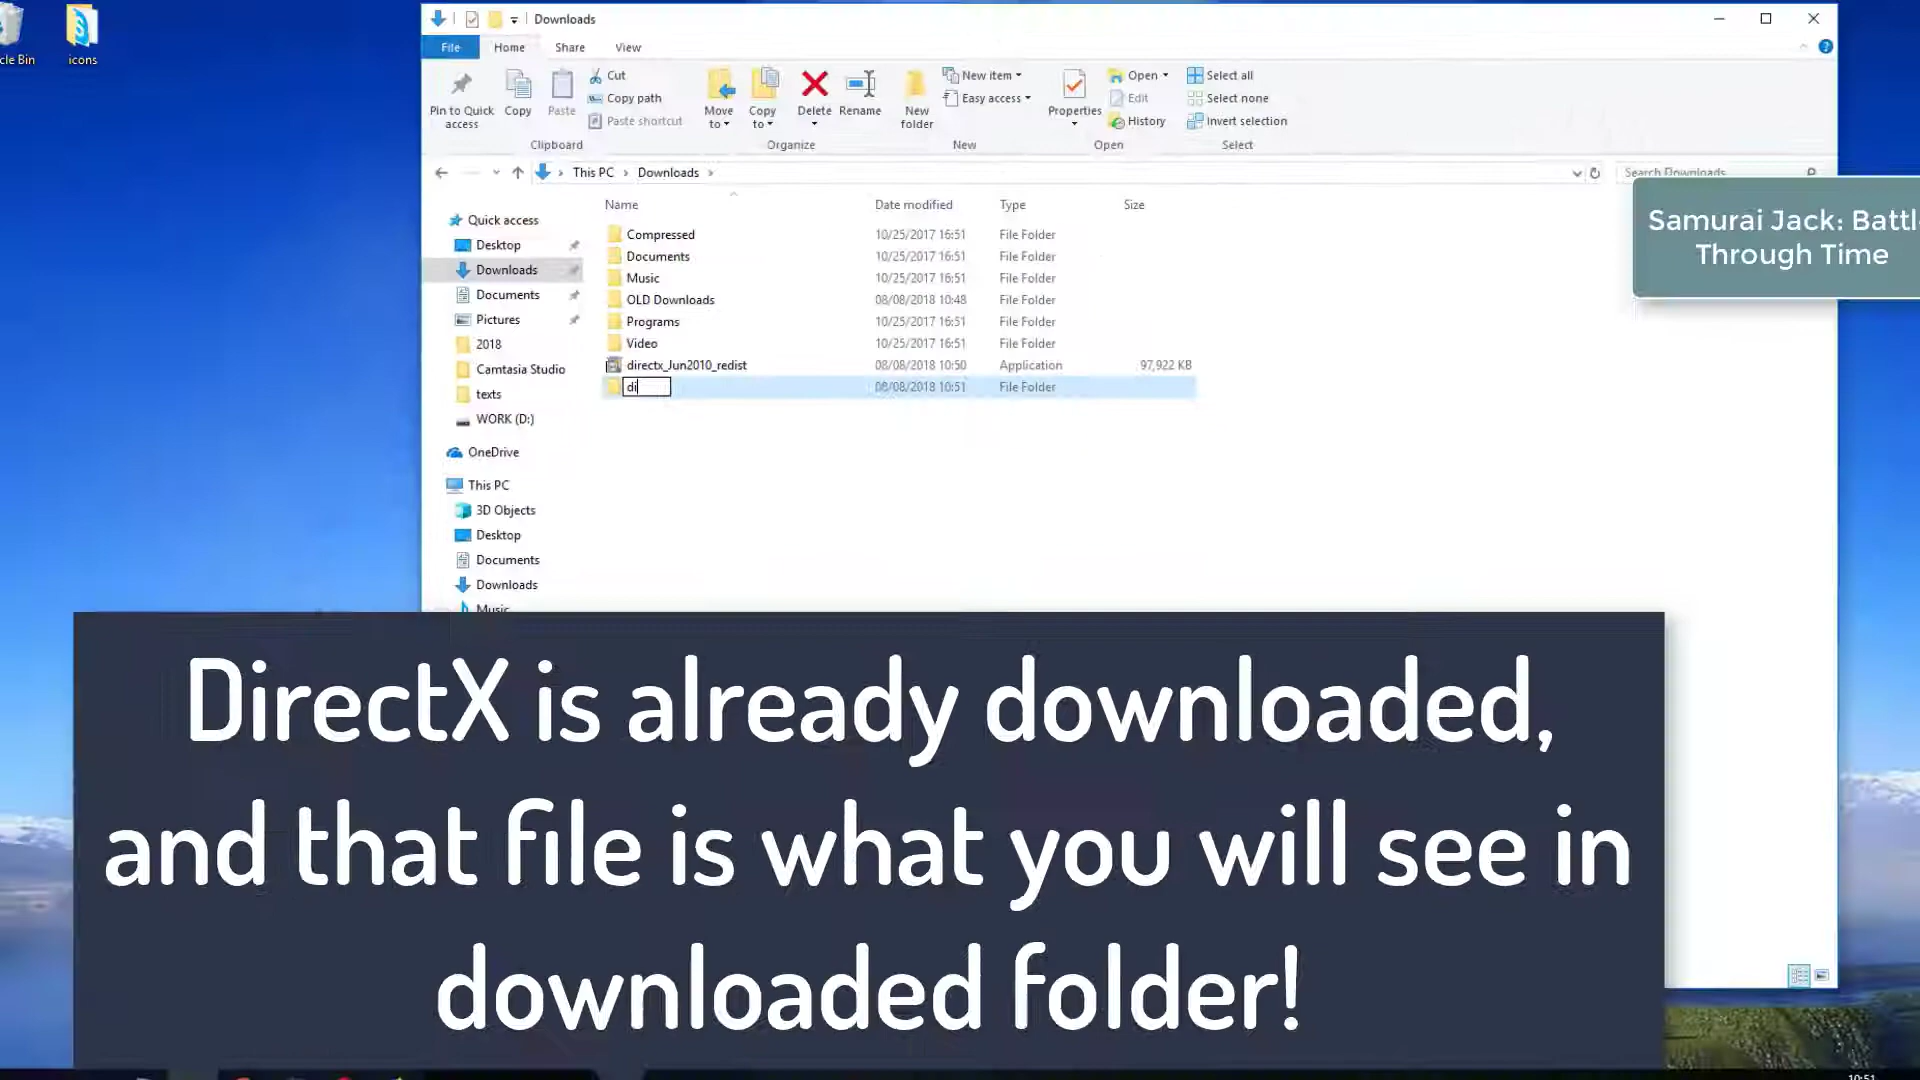 Downloads
File Home Share View
Pin to Quick access
Copy
Paste
Cut
Copy path
Paste shortcut
Clipboard
Move to
Copy to
Delete
Rename
Organize
New folder
New item
Easy access
New
Properties
Open
Edit
History
Open
Select all
Select none
Invert selection
Select
This PC > Downloads >
Search Downloads
Samurai Jack: Battl
Through Time
cle Bin
icons
Quick access
Desktop
Downloads
Documents
Pictures
2018
Camtasia Studio
texts
WORK (D:)
OneDrive
This PC
3D Objects
Desktop
Documents
Downloads
Music
Name Date modified Type Size
Compressed 10/25/2017 16:51 File Folder
Documents 10/25/2017 16:51 File Folder
Music 10/25/2017 16:51 File Folder
OLD Downloads 08/08/2018 10:48 File Folder
Programs 10/25/2017 16:51 File Folder
Video 10/25/2017 16:51 File Folder
directx_Jun2010_redist 08/08/2018 10:50 Application 97,922 KB
di 08/08/2018 10:51 File Folder
DirectX is already downloaded,
and that file is what you will see in
downloaded folder!
10:51